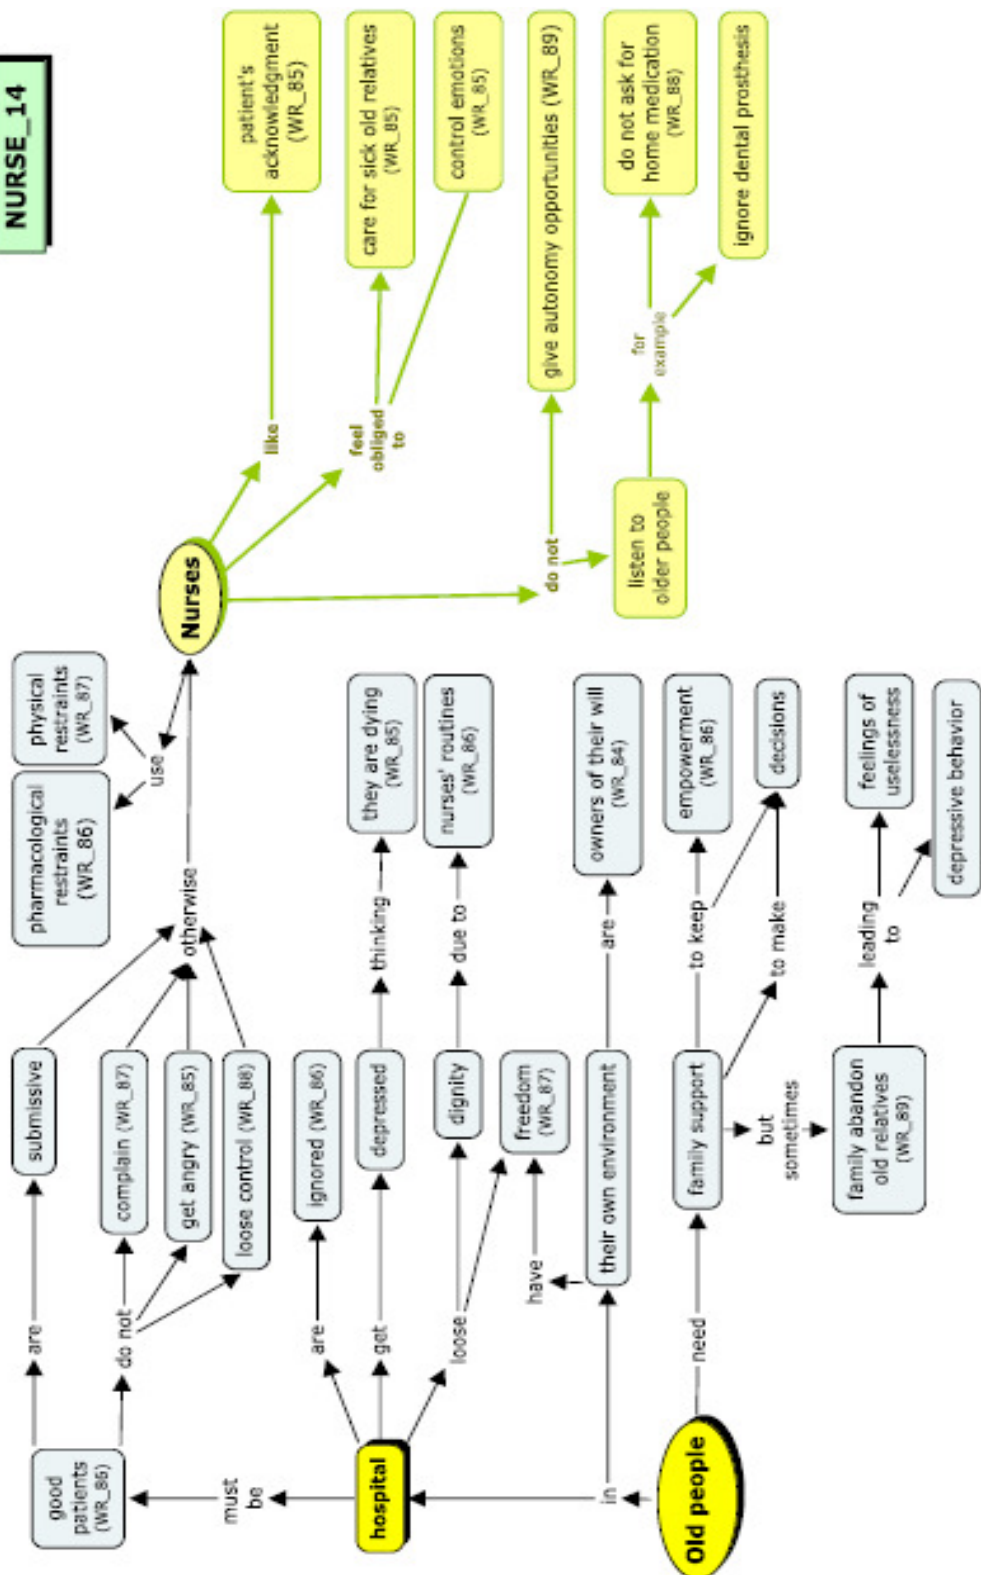 NURSE_14
good
patients
(WR_86)
are
submissive
do not
complain (WR_87)
get angry (WR_85)
loose control (WR_88)
otherwise
pharmacological
restraints
(WR_86)
physical
restraints
(WR_87)
use
Nurses
like
patient's
acknowledgment
(WR_85)
feel
obliged
to
care for sick old relatives
(WR_85)
control emotions
(WR_85)
do not
give autonomy opportunities (WR_89)
listen to
older people
for
example
do not ask for
home medication
(WR_88)
ignore dental prosthesis
must
be
hospital
are
ignored (WR_86)
get
depressed
thinking
they are dying
(WR_85)
loose
dignity
due to
nurses' routines
(WR_86)
freedom
(WR_87)
have
in
their own environment
are
owners of their will
(WR_84)
Old people
need
family support
to keep
empowerment
(WR_86)
to make
decisions
but
sometimes
family abandon
old relatives
(WR_89)
leading
to
feelings of
uselessness
depressive behavior